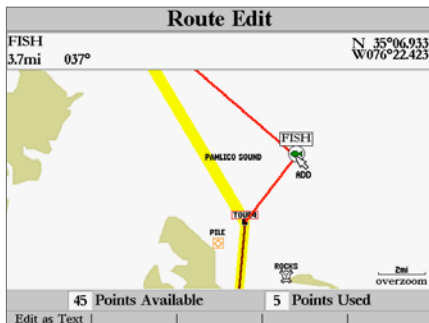 Route Edit
FISH
3.7mi 037°
N 35°06.933
W076°22.423
FISH
PAMLICO SOUND
ADD
TOUR4
PILE
ROCKS
2mi
overzoom
45 Points Available
5 Points Used
Edit as Text